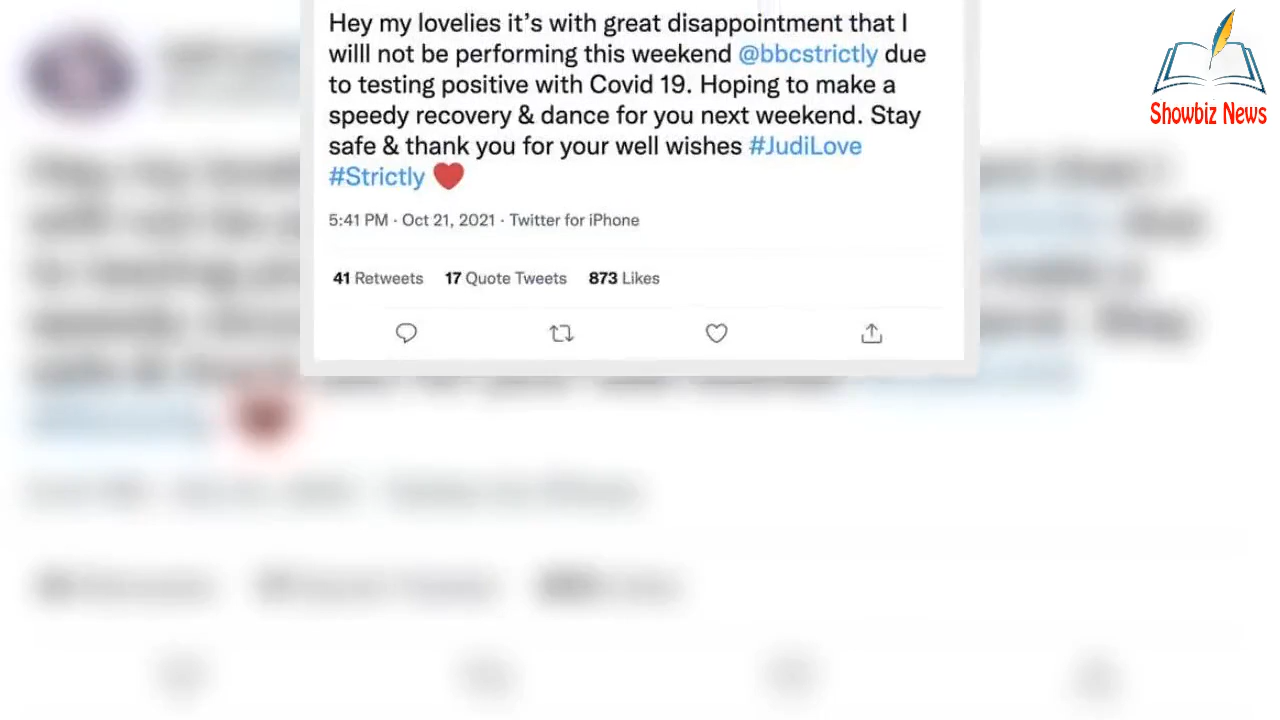 Hey my lovelies it's with great disappointment that I
willl not be performing this weekend @bbcstrictly due
to testing positive with Covid 19. Hoping to make a
speedy recovery & dance for you next weekend. Stay
safe & thank you for your well wishes #JudiLove
#Strictly ❤️
5:41 PM · Oct 21, 2021 · Twitter for iPhone
41 Retweets 17 Quote Tweets 873 Likes
Showbiz News